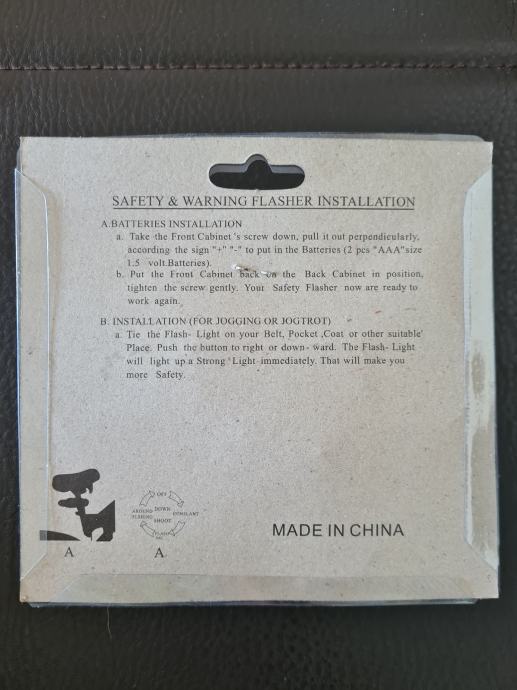 SAFETY & WARNING FLASHER INSTALLATION
A:BATTERIES INSTALLATION
a. Take the Front Cabinet's screw down, pull it out perpendicularly,
according the sign "+" "-" to put in the Batteries (2 pcs "AAA"size
1.5 volt.Batteries).
b. Put the Front Cabinet back on the Back Cabinet in position,
tighten the screw gently. Your Safety Flasher now are ready to
work again.
B. INSTALLATION (FOR JOGGING OR JOGTROT)
a. Tie the Flash- Light on your Belt, Pocket ,Coat or other suitable'
Place. Push the button to right or down- ward. The Flash- Light
will light up a Strong 'Light immediately. That will make you
more Safety.
OFF
AROUND
FLSHING
DOWN
SHOOT
CONSLANT
FLASH
A
A
MADE IN CHINA